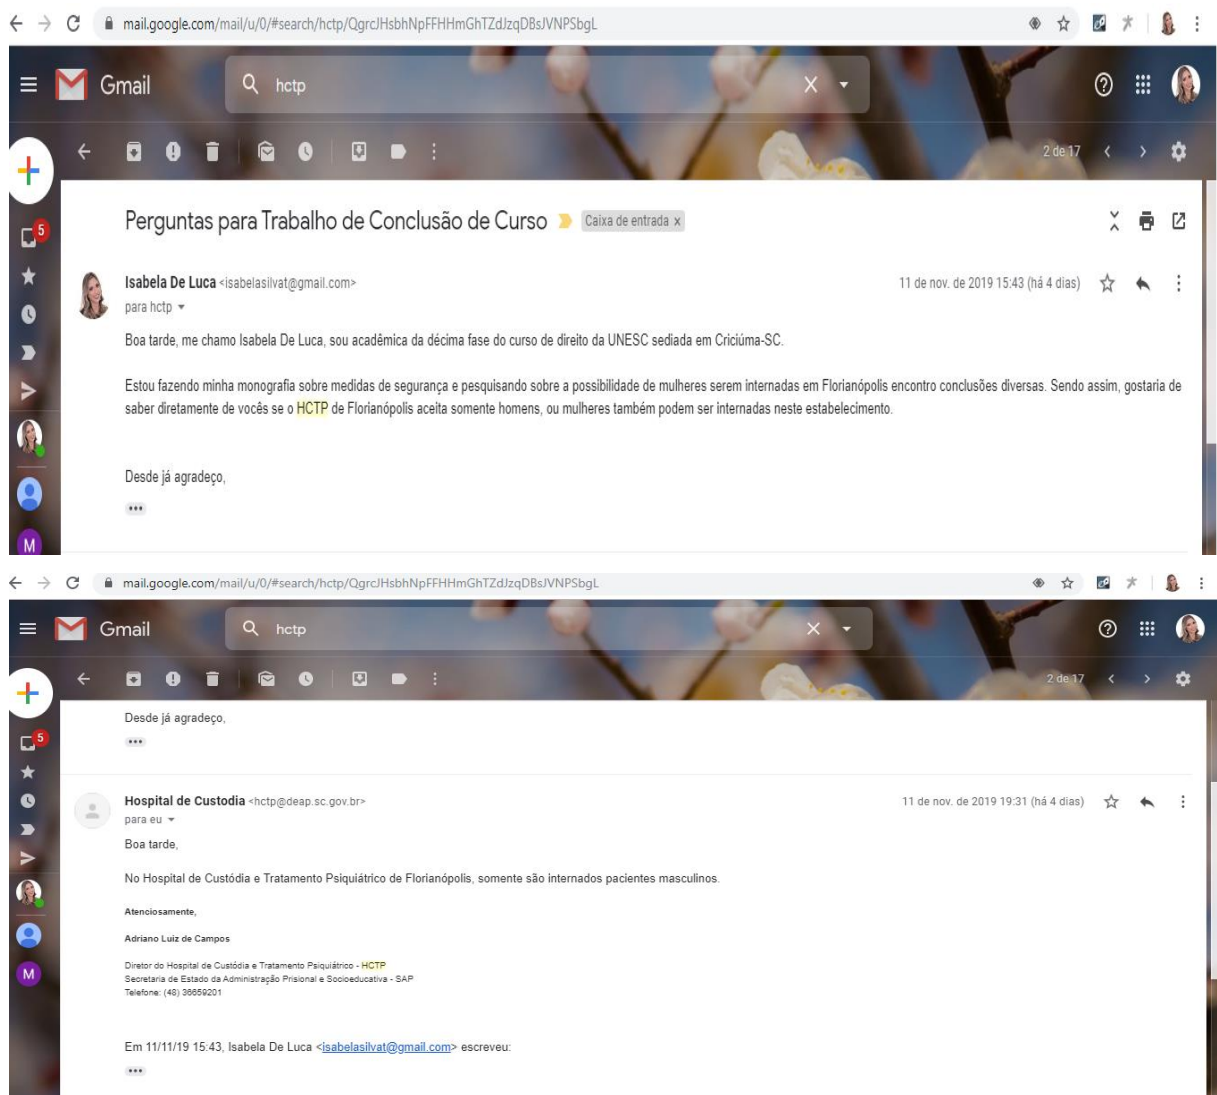 mail.google.com/mail/u/0/#search/hctp/QgrcJHsbhNpFFHHmGhTZdJzqDBsJVNPSbgL
Gmail
hctp
2 de 17
5
Perguntas para Trabalho de Conclusão de Curso
Caixa de entrada x
Isabela De Luca <isabelasilvat@gmail.com>
11 de nov. de 2019 15:43 (há 4 dias)
para hctp
Boa tarde, me chamo Isabela De Luca, sou acadêmica da décima fase do curso de direito da UNESC sediada em Criciúma-SC.
Estou fazendo minha monografia sobre medidas de segurança e pesquisando sobre a possibilidade de mulheres serem internadas em Florianópolis encontro conclusões diversas. Sendo assim, gostaria de
saber diretamente de vocês se o HCTP de Florianópolis aceita somente homens, ou mulheres também podem ser internadas neste estabelecimento.
Desde já agradeço,
M
mail.google.com/mail/u/0/#search/hctp/QgrcJHsbhNpFFHHmGhTZdJzqDBsJVNPSbgL
Gmail
hctp
2 de 17
Desde já agradeço,
5
Hospital de Custodia <hctp@deap.sc.gov.br>
11 de nov. de 2019 19:31 (há 4 dias)
para eu
Boa tarde,
No Hospital de Custódia e Tratamento Psiquiátrico de Florianópolis, somente são internados pacientes masculinos.
Atenciosamente,
Adriano Luiz de Campos
Diretor do Hospital de Custódia e Tratamento Psiquiátrico - HCTP
Secretaria de Estado da Administração Prisional e Socioeducativa - SAP
Telefone: (48) 36659201
M
Em 11/11/19 15:43, Isabela De Luca <isabelasilvat@gmail.com> escreveu: